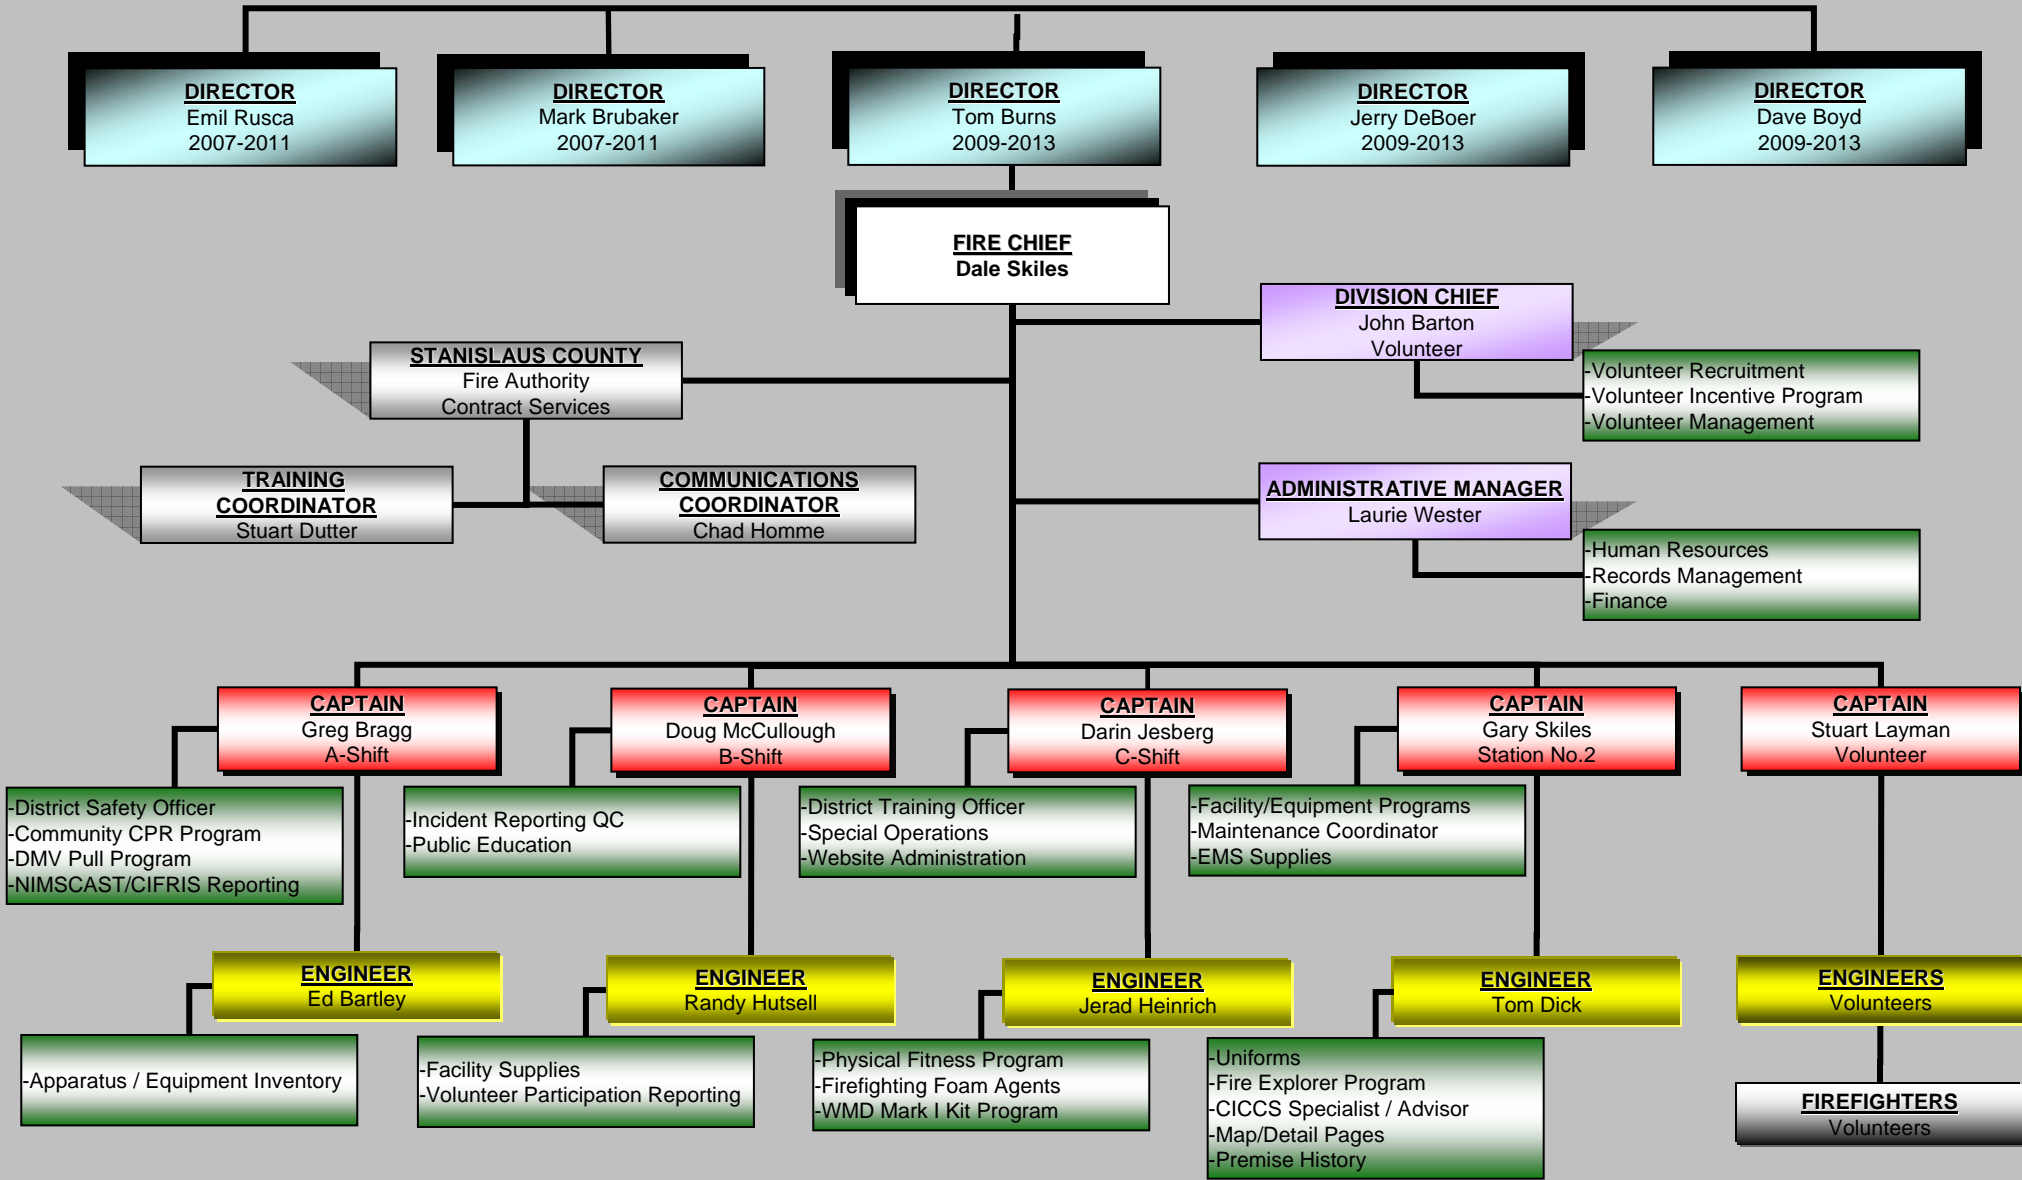 DIRECTOR
Emil Rusca
2007-2011
DIRECTOR
Mark Brubaker
2007-2011
DIRECTOR
Tom Burns
2009-2013
DIRECTOR
Jerry DeBoer
2009-2013
DIRECTOR
Dave Boyd
2009-2013
FIRE CHIEF
Dale Skiles
DIVISION CHIEF
John Barton
Volunteer
-Volunteer Recruitment
-Volunteer Incentive Program
-Volunteer Management
STANISLAUS COUNTY
Fire Authority
Contract Services
TRAINING
COORDINATOR
Stuart Dutter
COMMUNICATIONS
COORDINATOR
Chad Homme
ADMINISTRATIVE MANAGER
Laurie Wester
-Human Resources
-Records Management
-Finance
CAPTAIN
Greg Bragg
A-Shift
CAPTAIN
Doug McCullough
B-Shift
CAPTAIN
Darin Jesberg
C-Shift
CAPTAIN
Gary Skiles
Station No.2
CAPTAIN
Stuart Layman
Volunteer
-District Safety Officer
-Community CPR Program
-DMV Pull Program
-NIMSCAST/CIFRIS Reporting
-Incident Reporting QC
-Public Education
-District Training Officer
-Special Operations
-Website Administration
-Facility/Equipment Programs
-Maintenance Coordinator
-EMS Supplies
ENGINEER
Ed Bartley
ENGINEER
Randy Hutsell
ENGINEER
Jerad Heinrich
ENGINEER
Tom Dick
ENGINEERS
Volunteers
-Apparatus / Equipment Inventory
-Facility Supplies
-Volunteer Participation Reporting
-Physical Fitness Program
-Firefighting Foam Agents
-WMD Mark I Kit Program
-Uniforms
-Fire Explorer Program
-CICCS Specialist / Advisor
-Map/Detail Pages
-Premise History
FIREFIGHTERS
Volunteers